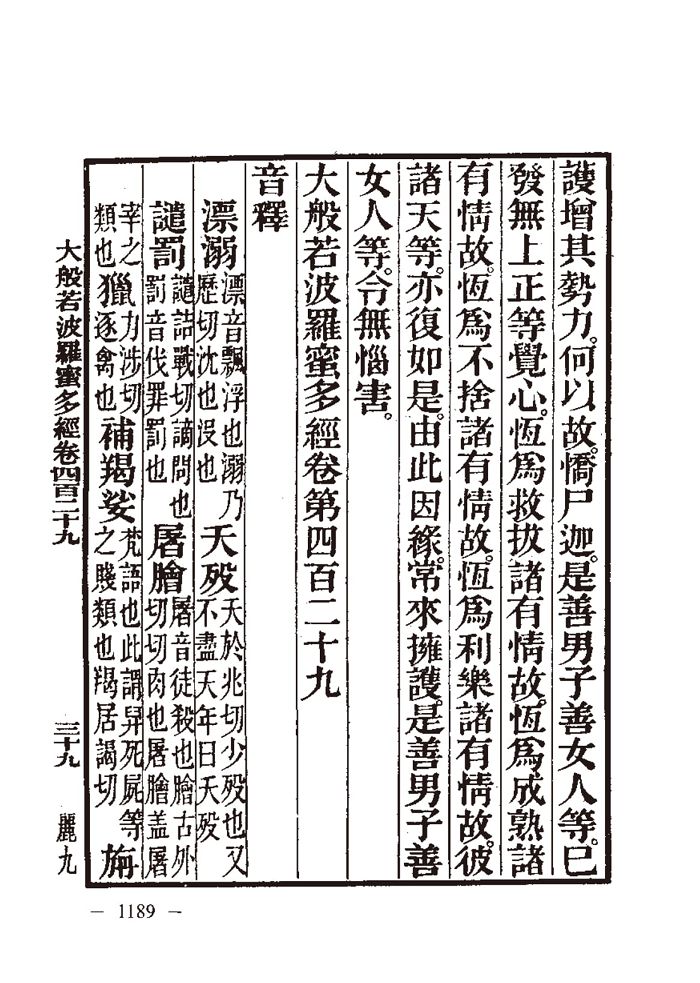 護增其勢力。何以故。憍尸迦。是善男子善女人等。已
發無上正等覺心。恆爲救拔諸有情故。恆爲成熟諸
有情故。恆爲不捨諸有情故。恆爲利樂諸有情故。彼
諸天等。亦復如是。由此因緣。常來擁護。是善男子善
女人等。令無惱害。
大般若波羅蜜多經卷第四百二十九
音釋
漂溺 漂音飄浮也溺乃歷切沈也沒也 夭歿 夭於兆切少歿也又不盡天年曰夭歿
譴罰 譴詰戰切謫問也罰音伐罪罰也 屠膾 屠音徒殺也膾古外切切肉也屠膾盖屠
宰之類也 獵 力涉切逐禽也 補羯娑 梵語也此謂舁死屍等之賤類也羯居謁切 旃
大般若波羅蜜多經卷四百二十九 三十九 麗九
— 1189 —